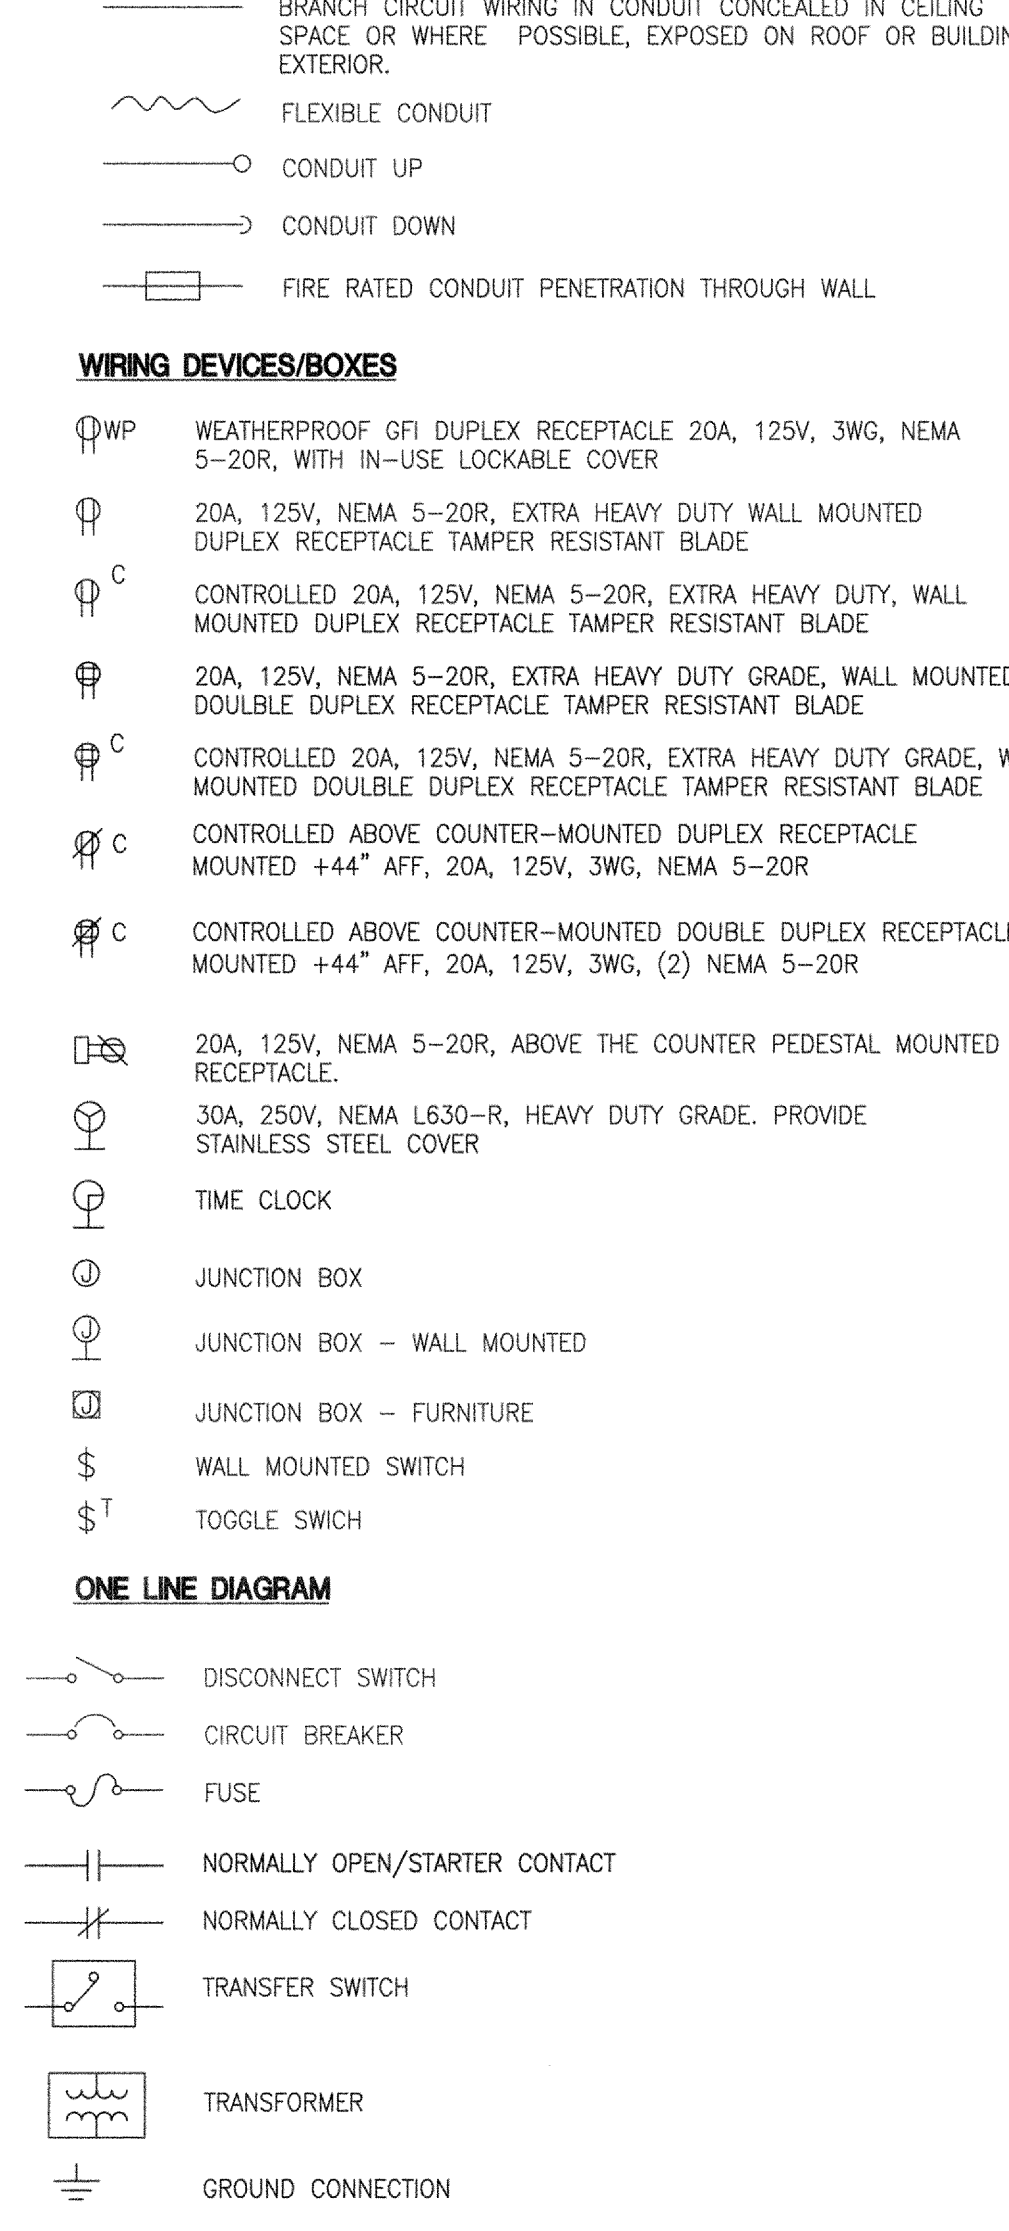 BRANCH CIRCUIT WIRING IN CONDUIT CONCEALED IN CEILING
SPACE OR WHERE POSSIBLE, EXPOSED ON ROOF OR BUILDIN
EXTERIOR.
FLEXIBLE CONDUIT
CONDUIT UP
CONDUIT DOWN
FIRE RATED CONDUIT PENETRATION THROUGH WALL
WIRING DEVICES/BOXES
WP WEATHERPROOF GFI DUPLEX RECEPTACLE 20A, 125V, 3WG, NEMA
5-20R, WITH IN-USE LOCKABLE COVER
20A, 125V, NEMA 5-20R, EXTRA HEAVY DUTY WALL MOUNTED
DUPLEX RECEPTACLE TAMPER RESISTANT BLADE
C CONTROLLED 20A, 125V, NEMA 5-20R, EXTRA HEAVY DUTY, WALL
MOUNTED DUPLEX RECEPTACLE TAMPER RESISTANT BLADE
20A, 125V, NEMA 5-20R, EXTRA HEAVY DUTY GRADE, WALL MOUNTED
DOULBLE DUPLEX RECEPTACLE TAMPER RESISTANT BLADE
C CONTROLLED 20A, 125V, NEMA 5-20R, EXTRA HEAVY DUTY GRADE, W
MOUNTED DOULBLE DUPLEX RECEPTACLE TAMPER RESISTANT BLADE
C CONTROLLED ABOVE COUNTER-MOUNTED DUPLEX RECEPTACLE
MOUNTED +44" AFF, 20A, 125V, 3WG, NEMA 5-20R
C CONTROLLED ABOVE COUNTER-MOUNTED DOUBLE DUPLEX RECEPTACLE
MOUNTED +44" AFF, 20A, 125V, 3WG, (2) NEMA 5-20R
20A, 125V, NEMA 5-20R, ABOVE THE COUNTER PEDESTAL MOUNTED
RECEPTACLE.
30A, 250V, NEMA L630-R, HEAVY DUTY GRADE. PROVIDE
STAINLESS STEEL COVER
TIME CLOCK
J JUNCTION BOX
J JUNCTION BOX - WALL MOUNTED
J JUNCTION BOX - FURNITURE
$ WALL MOUNTED SWITCH
$T TOGGLE SWICH
ONE LINE DIAGRAM
DISCONNECT SWITCH
CIRCUIT BREAKER
FUSE
NORMALLY OPEN/STARTER CONTACT
NORMALLY CLOSED CONTACT
TRANSFER SWITCH
TRANSFORMER
GROUND CONNECTION